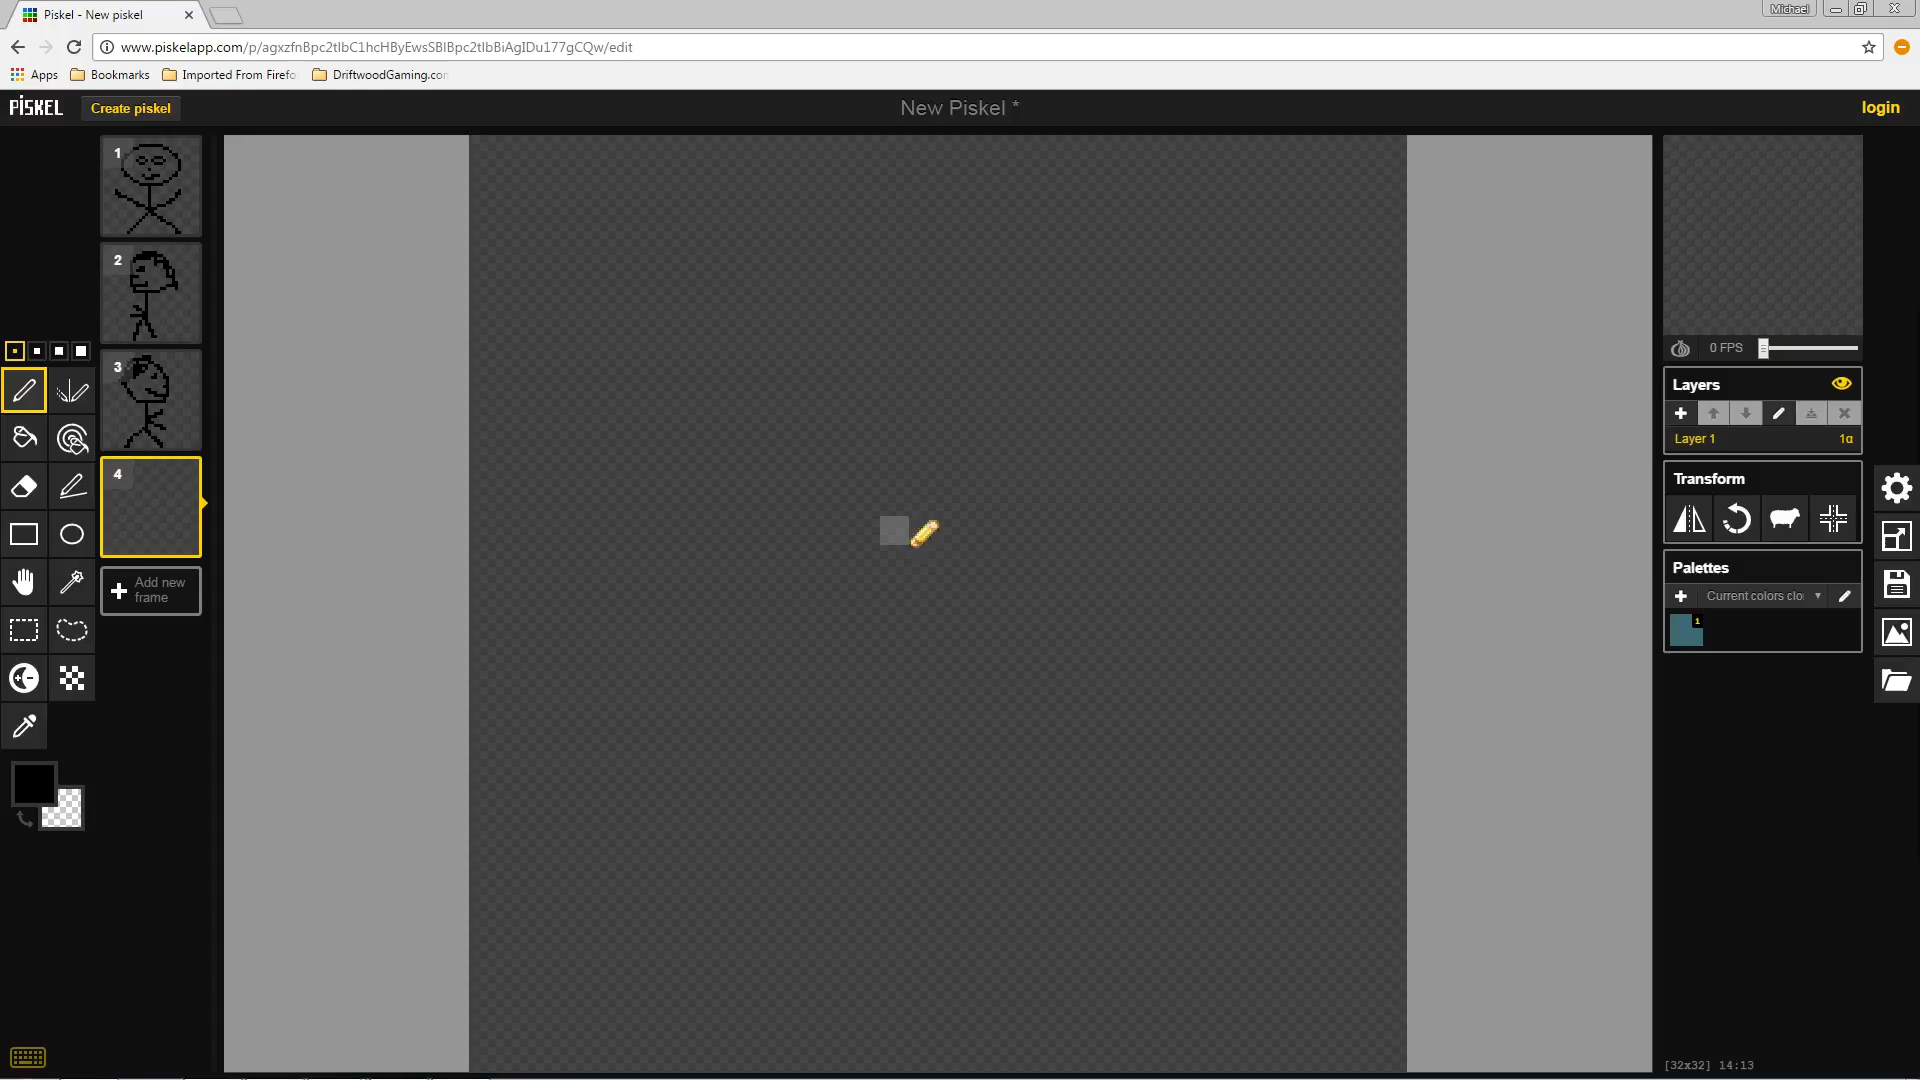 Piskel - New piskel
Michael
www.piskelapp.com/p/agxzfnBpc2tlbC1hcHByEwsSBlBpc2tlbBiAgIDu177gCQw/edit
Apps
Bookmarks
Imported From Firefo
DriftwoodGaming.con
PISKEL
Create piskel
New Piskel *
login
1
2
3
4
Add new
frame
0 FPS
Layers
Layer 1
1α
Transform
Palettes
Current colors clo
1
[32x32] 14:13